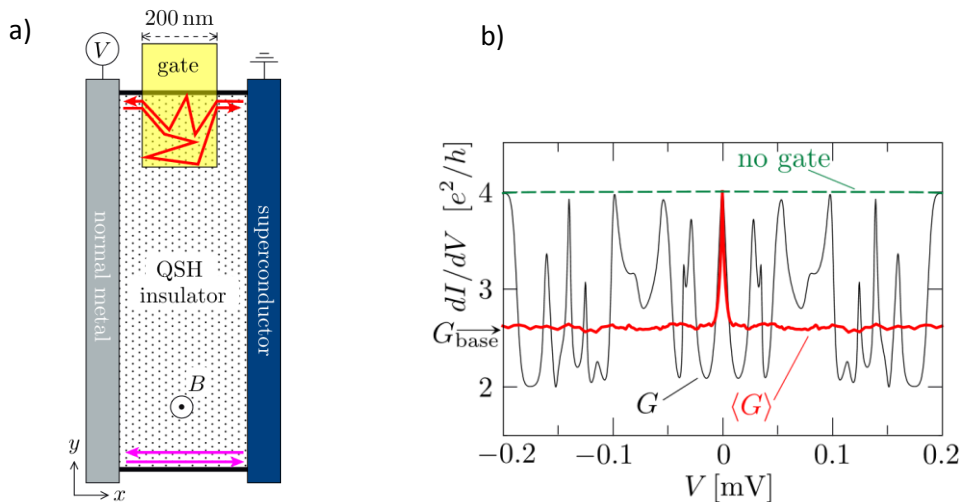 a)
200 nm
V
gate
normal metal
QSH
insulator
superconductor
B
y
x
b)
dI/dV [e²/h]
no gate
4
3
G_base
2
G
⟨G⟩
−0.2
−0.1
0
0.1
0.2
V [mV]